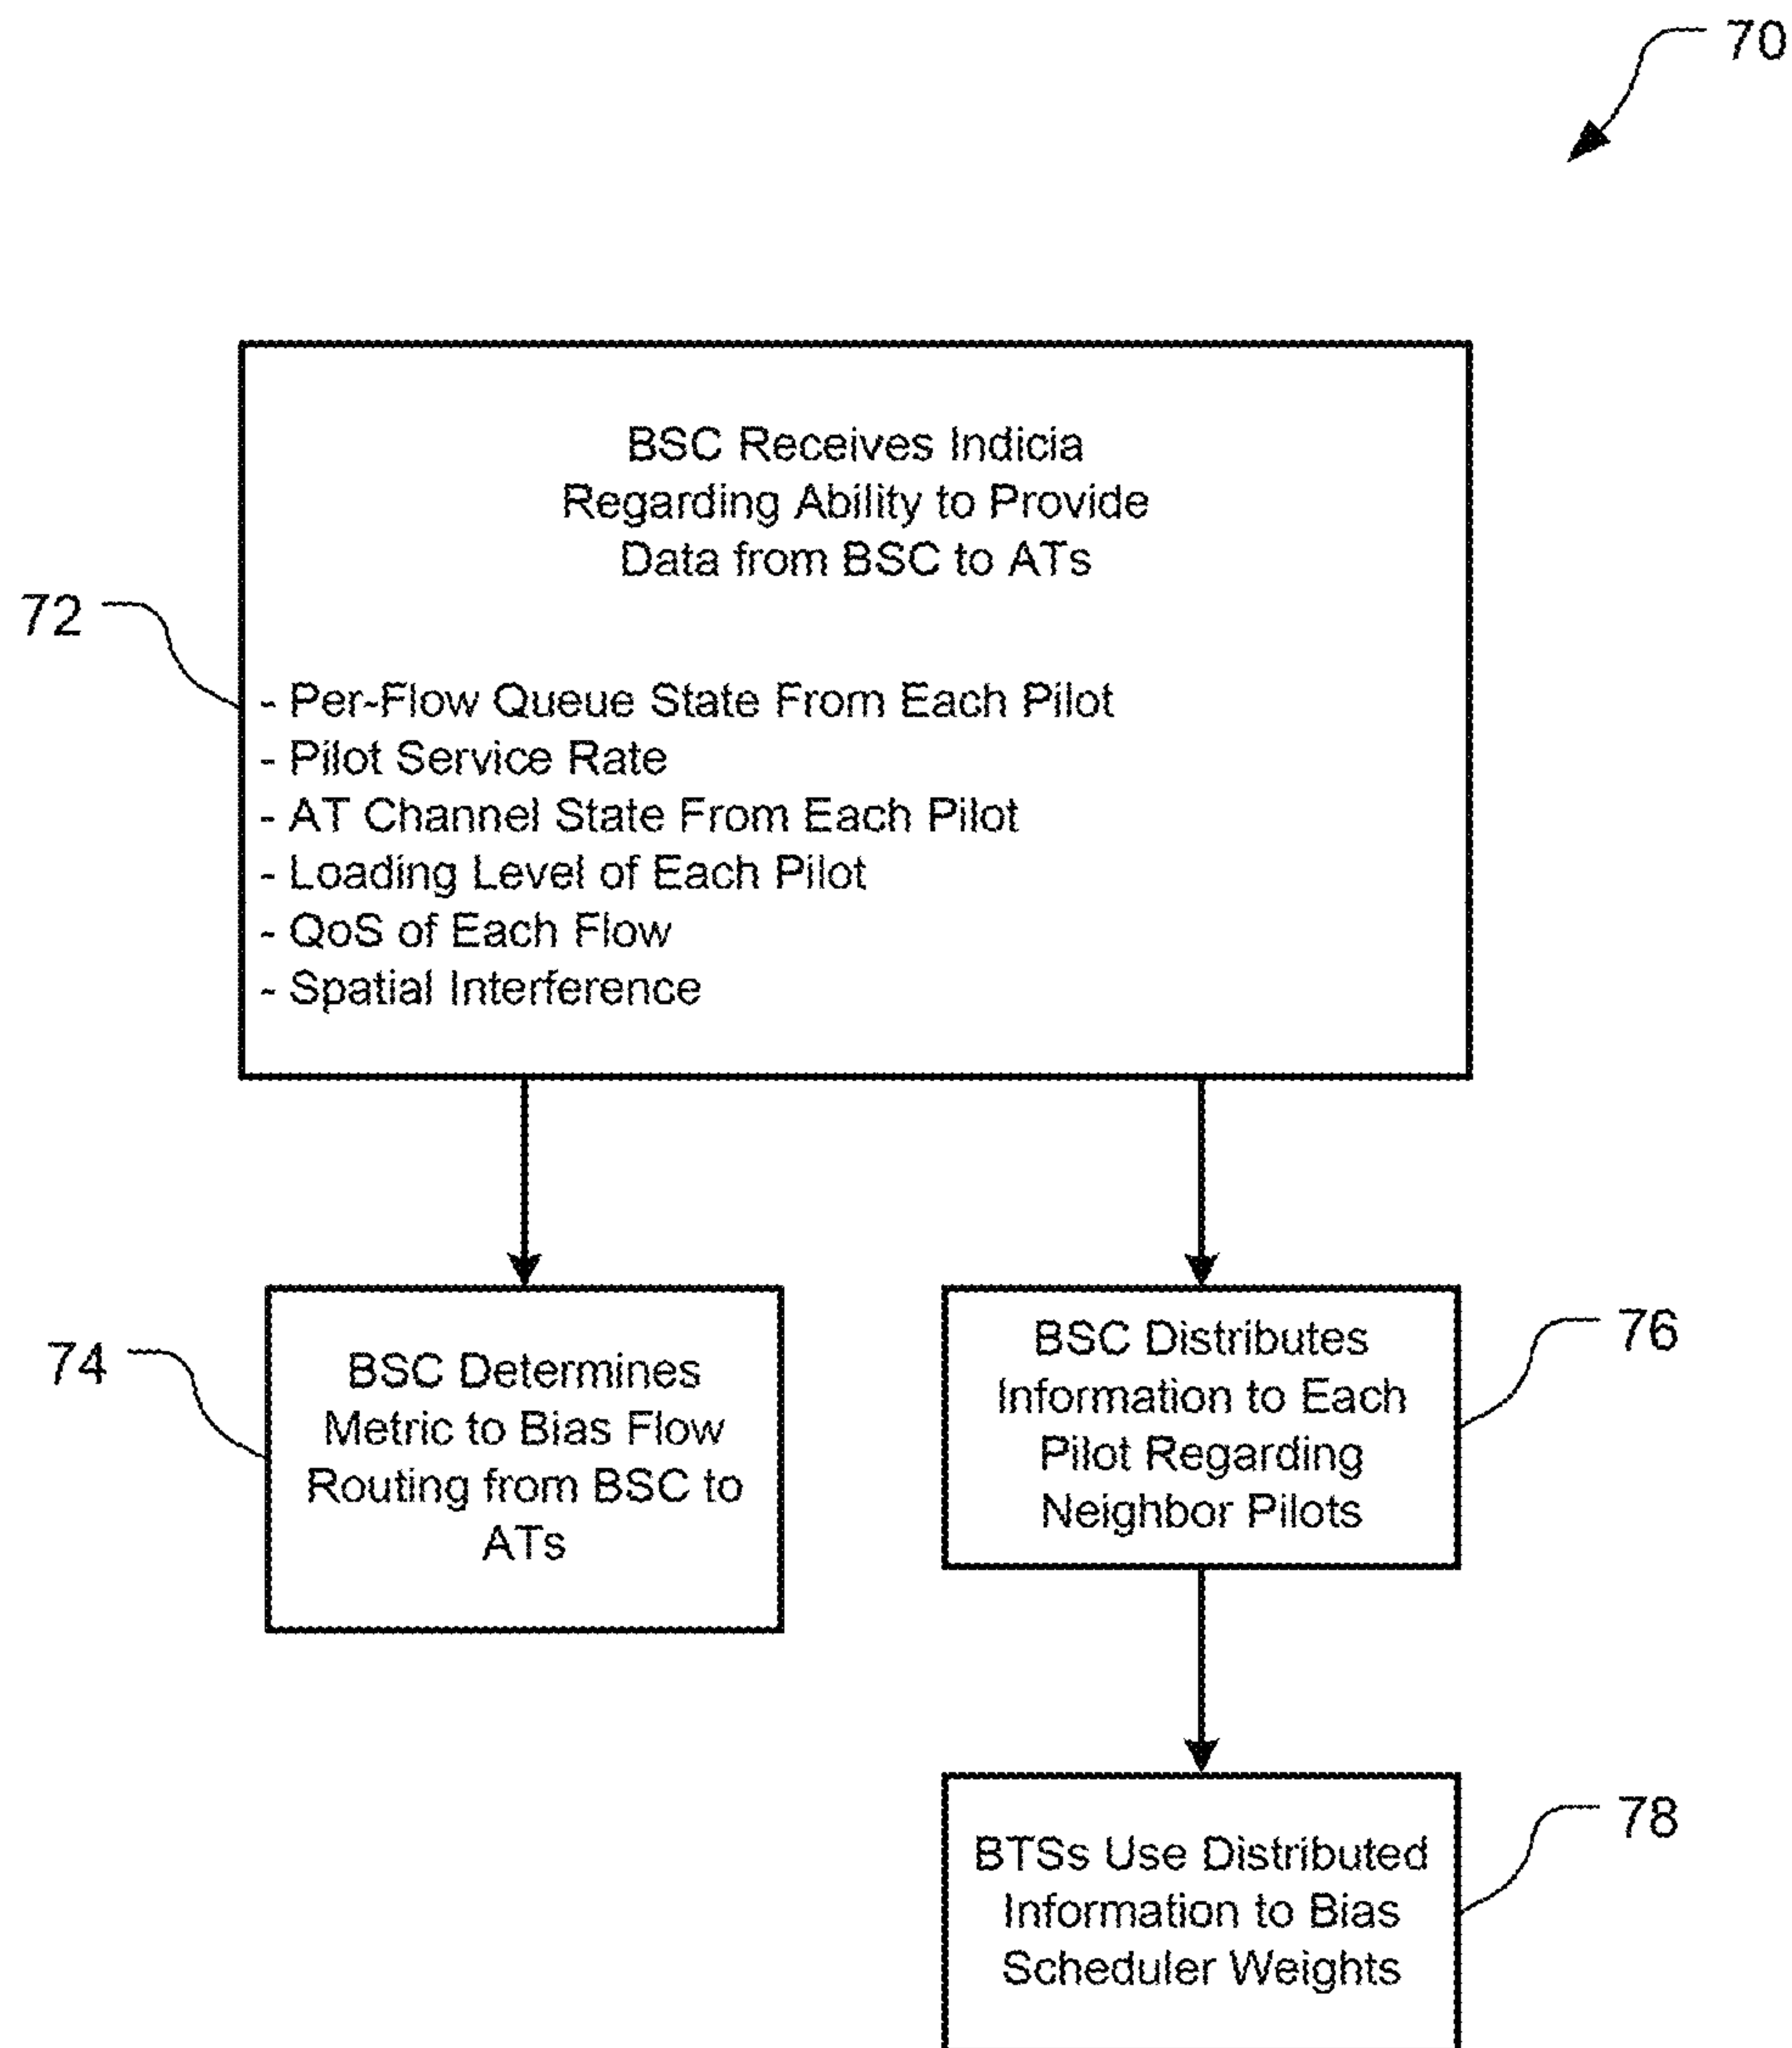 70
BSC Receives Indicia
Regarding Ability to Provide
Data from BSC to ATs
72
- Per-Flow Queue State From Each Pilot
- Pilot Service Rate
- AT Channel State From Each Pilot
- Loading Level of Each Pilot
- QoS of Each Flow
- Spatial Interference
74
BSC Determines
Metric to Bias Flow
Routing from BSC to
ATs
76
BSC Distributes
Information to Each
Pilot Regarding
Neighbor Pilots
78
BTSs Use Distributed
Information to Bias
Scheduler Weights